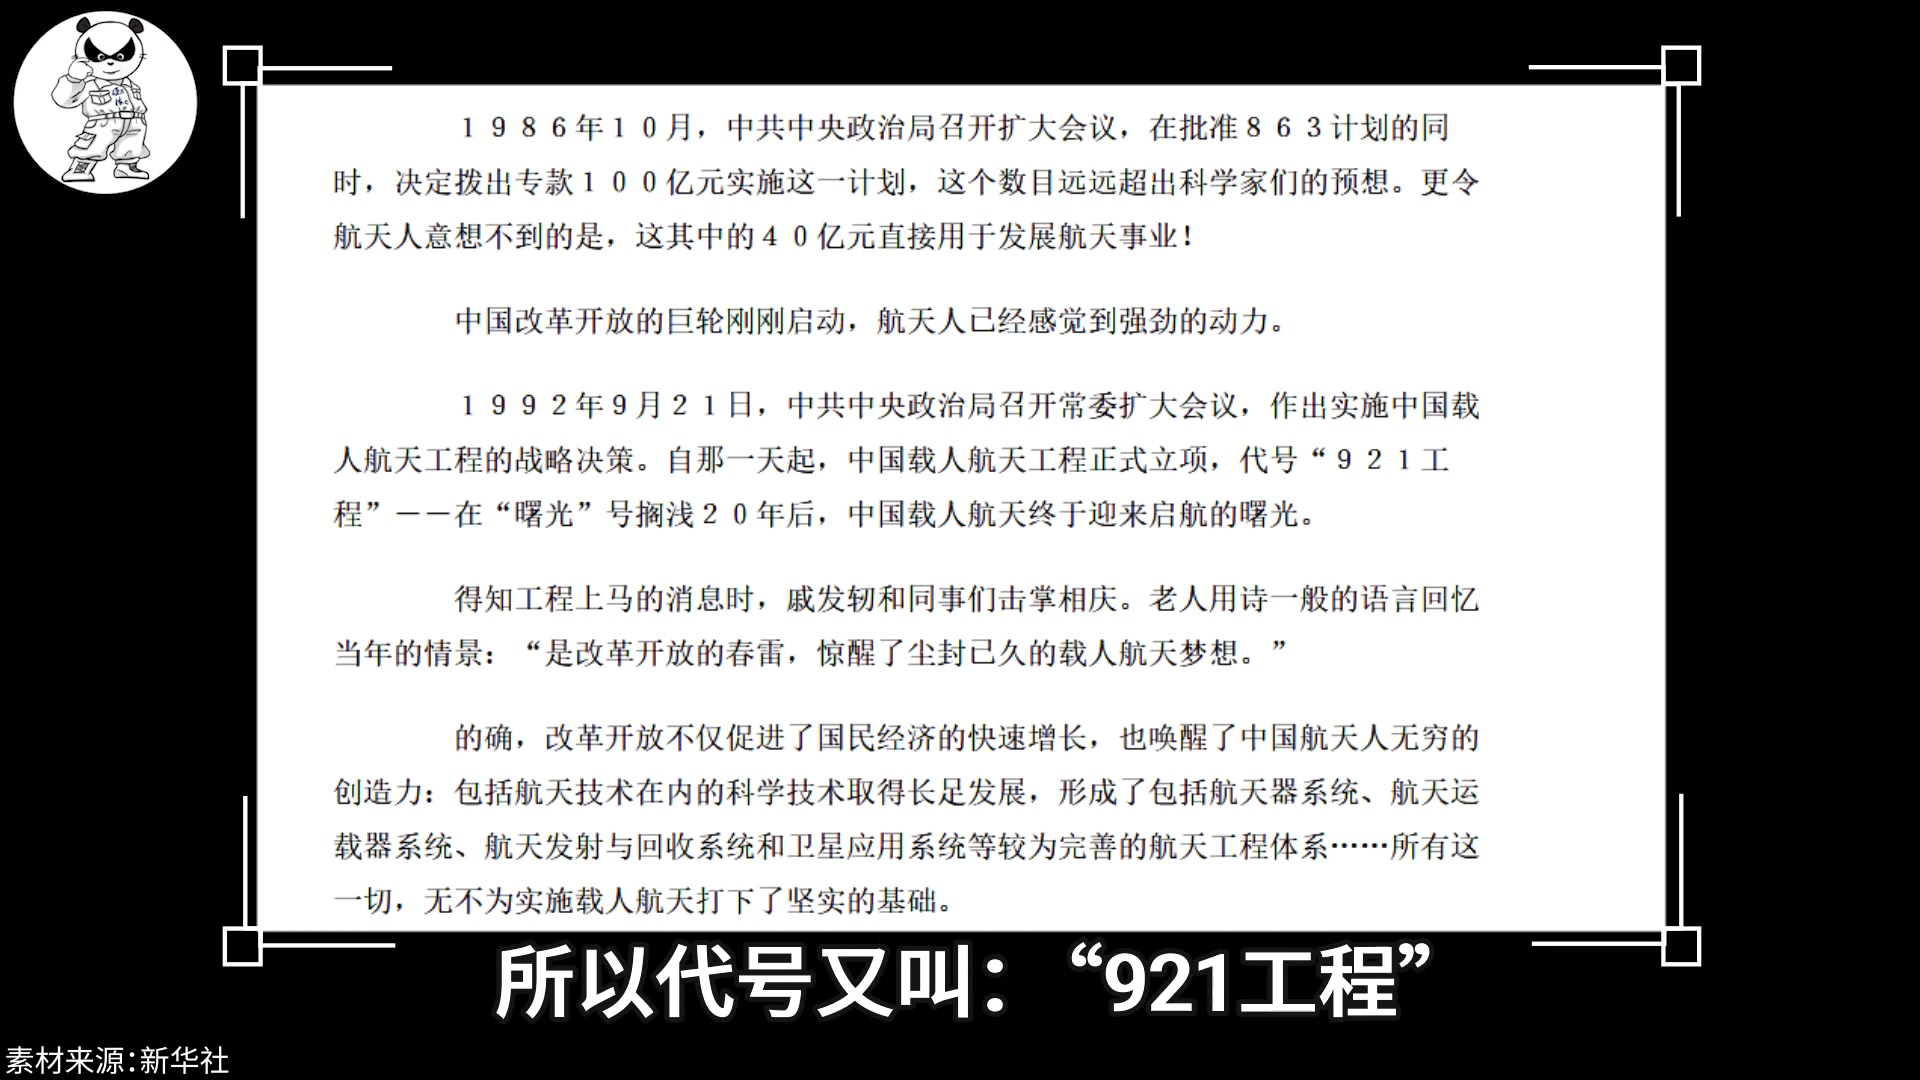 １９８６年１０月，中共中央政治局召开扩大会议，在批准８６３计划的同
时，决定拨出专款１００亿元实施这一计划，这个数目远远超出科学家们的预想。更令
航天人意想不到的是，这其中的４０亿元直接用于发展航天事业！
中国改革开放的巨轮刚刚启动，航天人已经感觉到强劲的动力。
１９９２年９月２１日，中共中央政治局召开常委扩大会议，作出实施中国载
人航天工程的战略决策。自那一天起，中国载人航天工程正式立项，代号“９２１工
程”－－在“曙光”号搁浅２０年后，中国载人航天终于迎来启航的曙光。
得知工程上马的消息时，戚发轫和同事们击掌相庆。老人用诗一般的语言回忆
当年的情景：“是改革开放的春雷，惊醒了尘封已久的载人航天梦想。”
的确，改革开放不仅促进了国民经济的快速增长，也唤醒了中国航天人无穷的
创造力：包括航天技术在内的科学技术取得长足发展，形成了包括航天器系统、航天运
载器系统、航天发射与回收系统和卫星应用系统等较为完善的航天工程体系……所有这
一切，无不为实施载人航天打下了坚实的基础。
所以代号又叫：“921工程”
素材来源：新华社